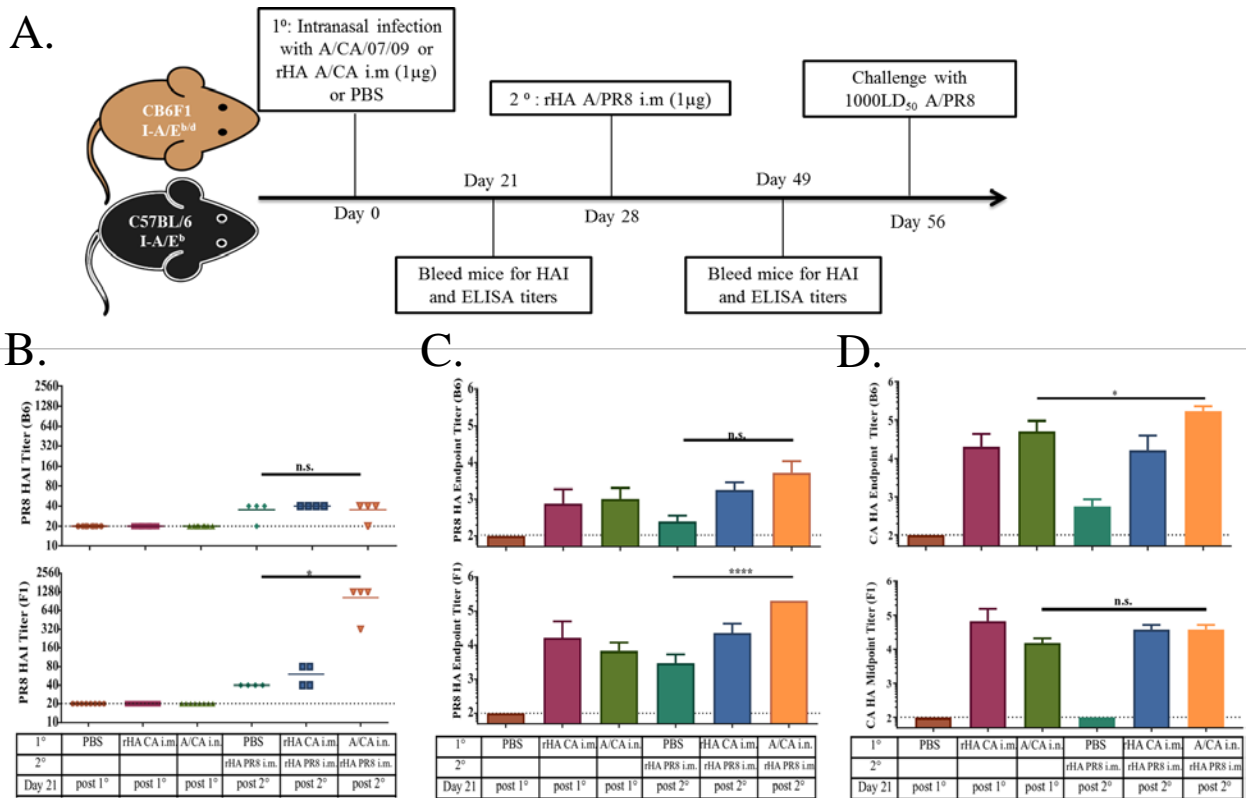 A.
1º: Intranasal infection
with A/CA/07/09 or
rHA A/CA i.m (1µg)
or PBS
2 º : rHA A/PR8 i.m (1µg)
Challenge with
1000LD50 A/PR8
CB6F1
I-A/Eb/d
C57BL/6
I-A/Eb
Day 21
Day 49
Day 0
Day 28
Day 56
Bleed mice for HAI
and ELISA titers
Bleed mice for HAI
and ELISA titers
B.
PR8 HAI Titer (B6)
2560
1280
640
320
160
80
40
20
10
n.s.
PR8 HAI Titer (F1)
2560
1280
640
320
160
80
40
20
10
*
1° PBS rHA CA i.m. A/CA i.n. PBS rHA CA i.m. A/CA i.n.
2° rHA PR8 i.m. rHA PR8 i.m. rHA PR8 i.m.
Day 21 post 1° post 1° post 1° post 2° post 2° post 2°
C.
PR8 HA Endpoint Titer (B6)
6
5
4
3
2
n.s.
PR8 HA Endpoint Titer (F1)
6
5
4
3
2
****
1° PBS rHA CA i.m. A/CA i.n. PBS rHA CA i.m. A/CA i.n.
2° rHA PR8 i.m. rHA PR8 i.m. rHA PR8 i.m.
Day 21 post 1° post 1° post 1° post 2° post 2° post 2°
D.
CA HA Endpoint Titer (B6)
6
5
4
3
2
*
CA HA Midpoint Titer (F1)
6
5
4
3
2
n.s.
1° PBS rHA CA i.m. A/CA i.n. PBS rHA CA i.m. A/CA i.n.
2° rHA PR8 i.m. rHA PR8 i.m. rHA PR8 i.m.
Day 21 post 1° post 1° post 1° post 2° post 2° post 2°